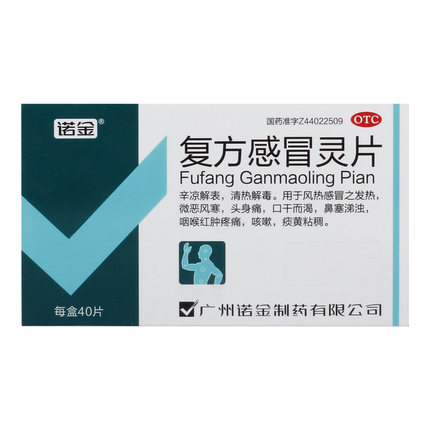 诺金®
国药准字Z44022509
OTC
复方感冒灵片
Fufang Ganmaoling Pian
辛凉解表，清热解毒。用于风热感冒之发热，
微恶风寒，头身痛，口干而渴，鼻塞涕浊，
咽喉红肿疼痛，咳嗽，痰黄粘稠。
每盒40片
广州诺金制药有限公司